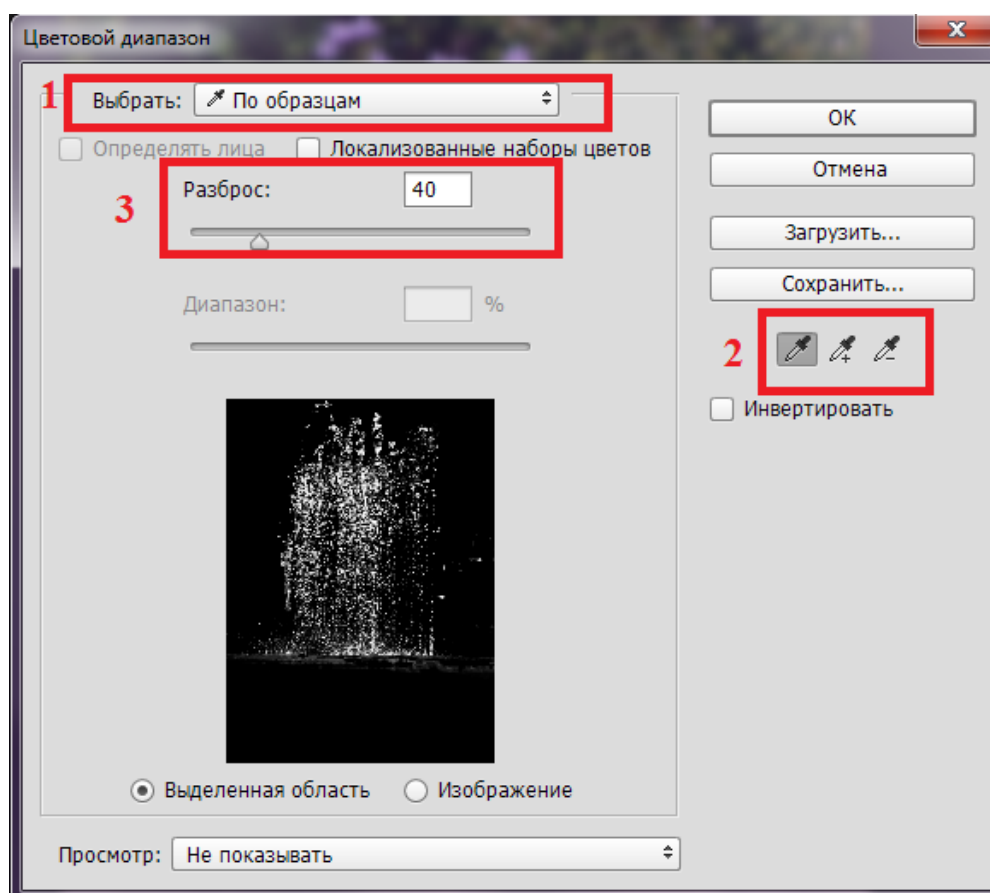 Цветовой диапазон
1 Выбрать: По образцам
ОК
Определять лица Локализованные наборы цветов
Отмена
3 Разброс: 40
Загрузить...
Сохранить...
Диапазон: %
2
Инвертировать
Выделенная область Изображение
Просмотр: Не показывать